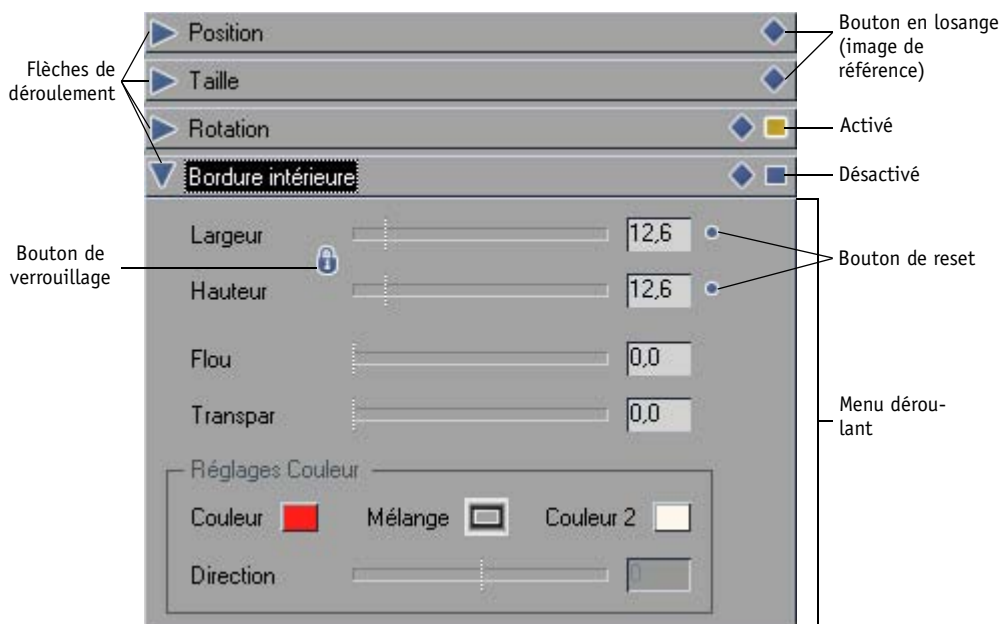 Position
Bouton en losange
(image de
référence)
Flèches de
déroulement
Taille
Rotation
Activé
Bordure intérieure
Désactivé
Largeur
12,6
Bouton de
verrouillage
Bouton de reset
Hauteur
12,6
Flou
0,0
Transpar
0,0
Menu dérou-
lant
Réglages Couleur
Couleur
Mélange
Couleur 2
Direction
0